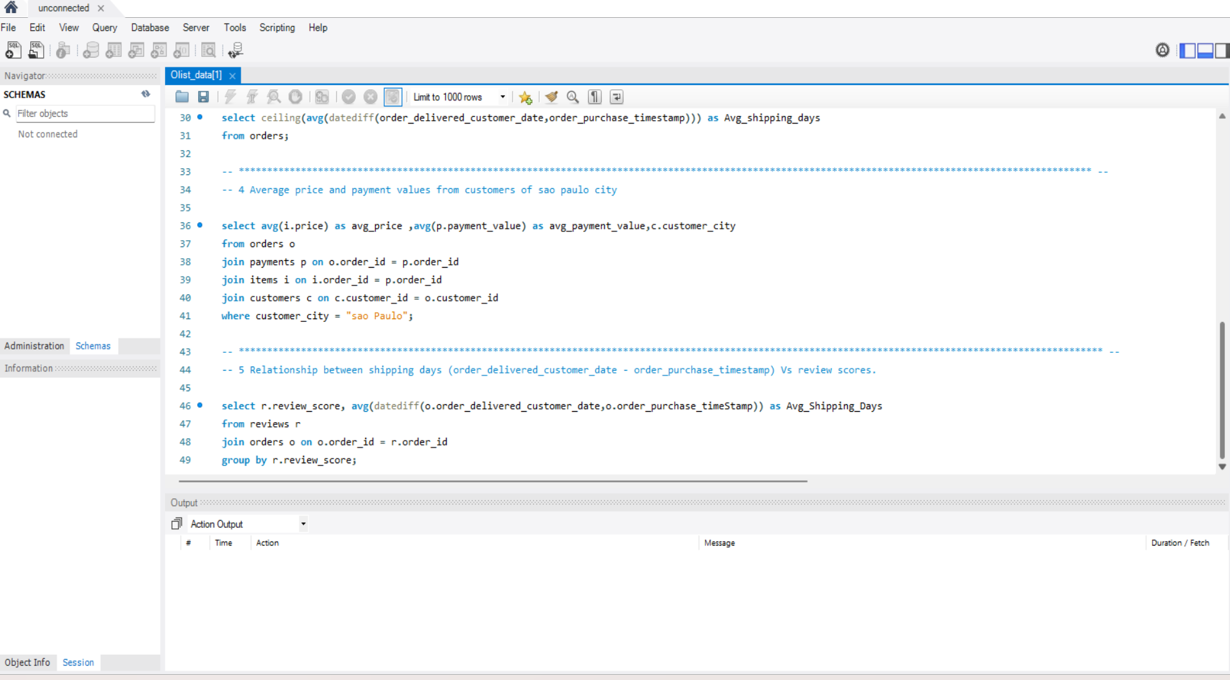 unconnected ×
File Edit View Query Database Server Tools Scripting Help
Navigator
SCHEMAS
Filter objects
Not connected
Administration Schemas
Information
Object Info Session
Olist_data[1] ×
Limit to 1000 rows
30 select ceiling(avg(datediff(order_delivered_customer_date,order_purchase_timestamp))) as Avg_shipping_days
31 from orders;
32
33 -- ******************************************************************************************************************************************************** --
34 -- 4 Average price and payment values from customers of sao paulo city
35
36 select avg(i.price) as avg_price ,avg(p.payment_value) as avg_payment_value,c.customer_city
37 from orders o
38 join payments p on o.order_id = p.order_id
39 join items i on i.order_id = p.order_id
40 join customers c on c.customer_id = o.customer_id
41 where customer_city = "sao Paulo";
42
43 -- ********************************************************************************************************************************************************** --
44 -- 5 Relationship between shipping days (order_delivered_customer_date - order_purchase_timestamp) Vs review scores.
45
46 select r.review_score, avg(datediff(o.order_delivered_customer_date,o.order_purchase_timeStamp)) as Avg_Shipping_Days
47 from reviews r
48 join orders o on o.order_id = r.order_id
49 group by r.review_score;
Output
Action Output
# Time Action Message Duration / Fetch